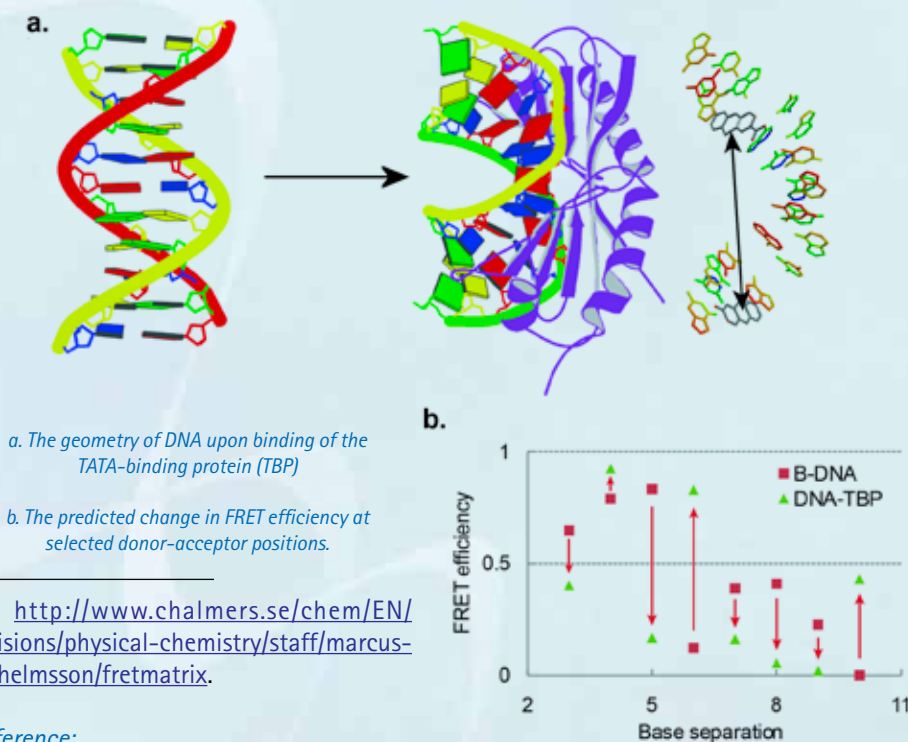 a.
a. The geometry of DNA upon binding of the
TATA-binding protein (TBP)
b. The predicted change in FRET efficiency at
selected donor-acceptor positions.
http://www.chalmers.se/chem/EN/
isions/physical-chemistry/staff/marcus-
helmsson/fretmatrix.
ference:
b.
1
B-DNA
DNA-TBP
FRET efficiency
0.5
0
2 5 8 11
Base separation